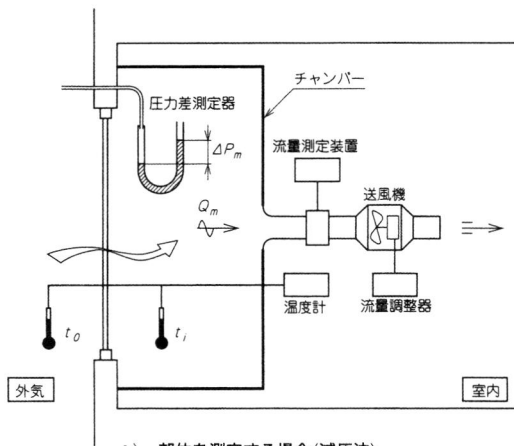 チャンバー
圧力差測定器
ΔPm
流量測定装置
送風機
Qm
温度計
流量調整器
to
ti
外気
室内
部位を測定する場合(減圧法)